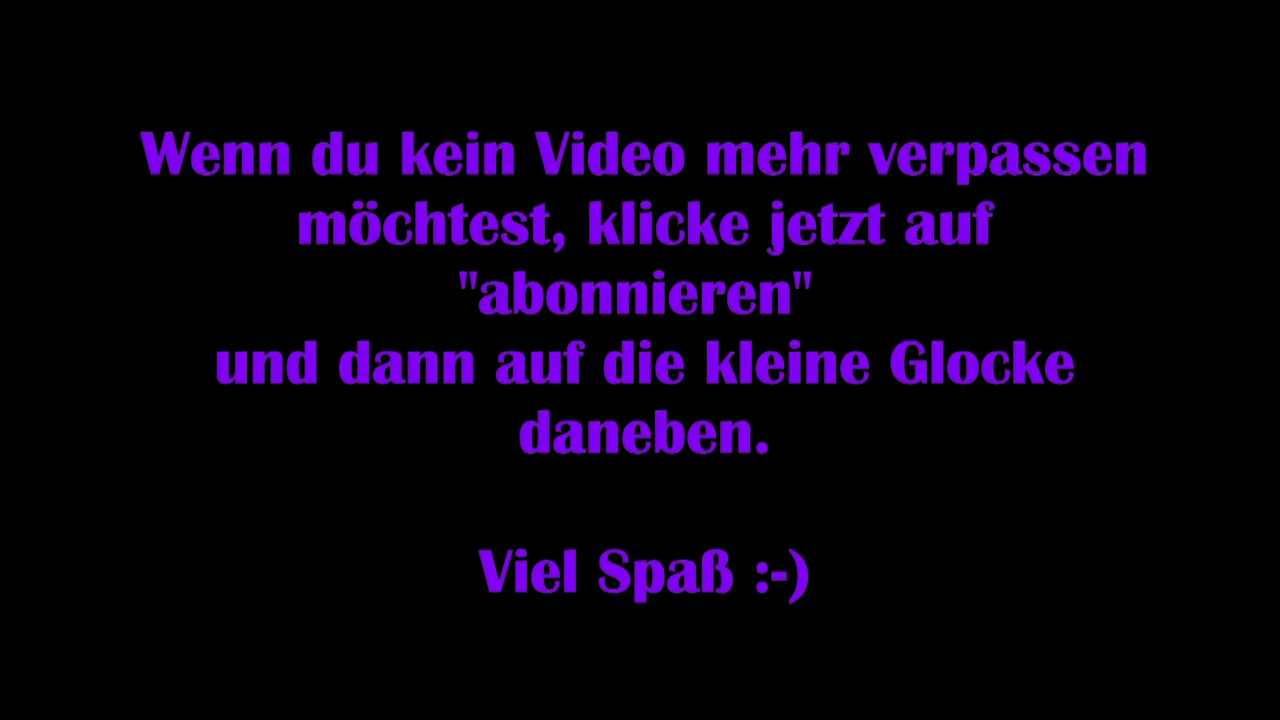 Wenn du kein Video mehr verpassen
möchtest, klicke jetzt auf
"abonnieren"
und dann auf die kleine Glocke
daneben.
Viel Spaß :-)